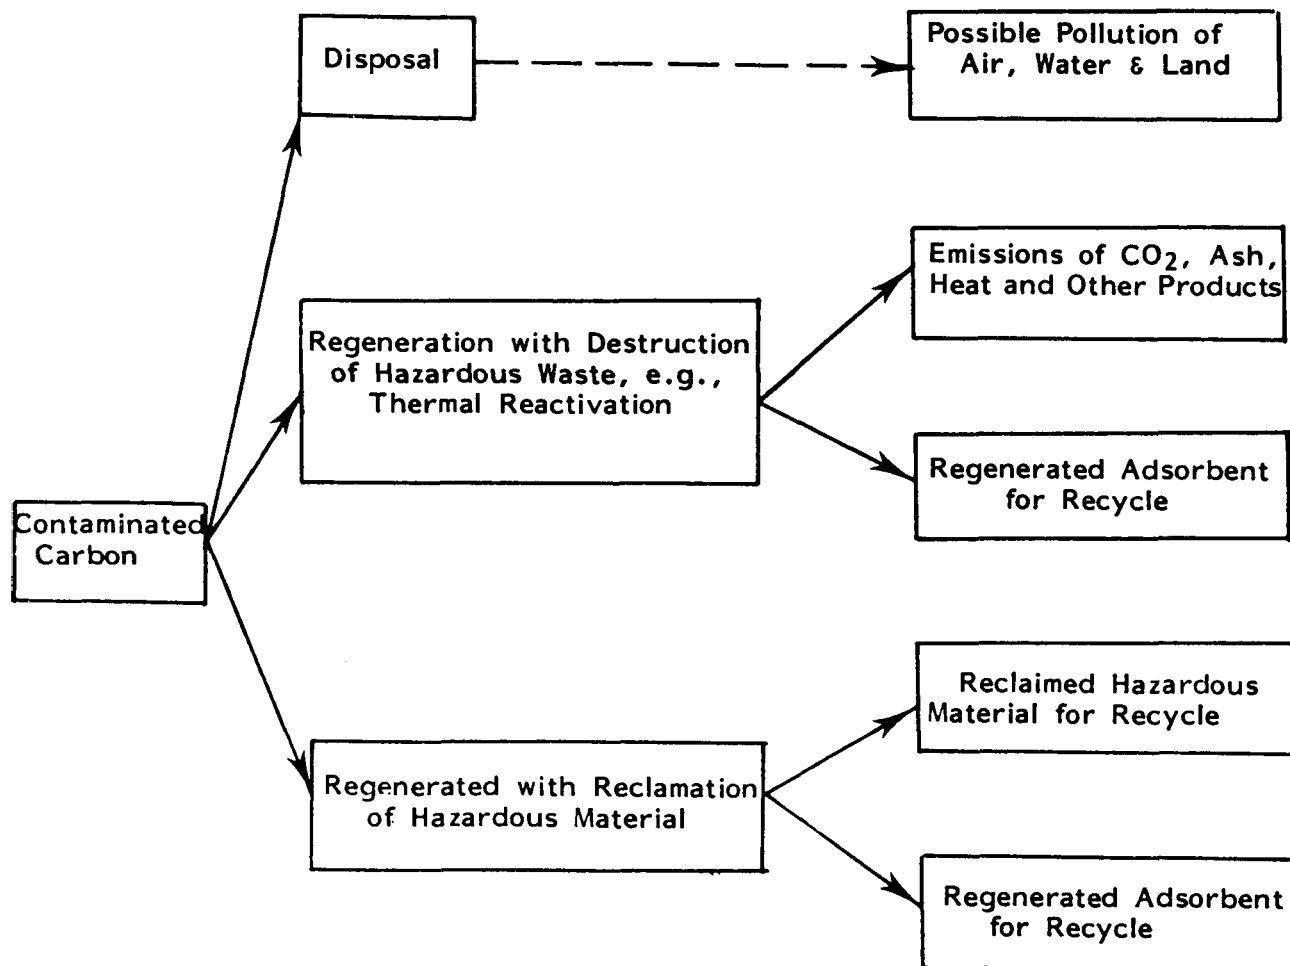 Disposal
Possible Pollution of
Air, Water & Land
Emissions of CO2, Ash,
Heat and Other Products
Regeneration with Destruction
of Hazardous Waste, e.g.,
Thermal Reactivation
Regenerated Adsorbent
for Recycle
Contaminated
Carbon
Reclaimed Hazardous
Material for Recycle
Regenerated with Reclamation
of Hazardous Material
Regenerated Adsorbent
for Recycle